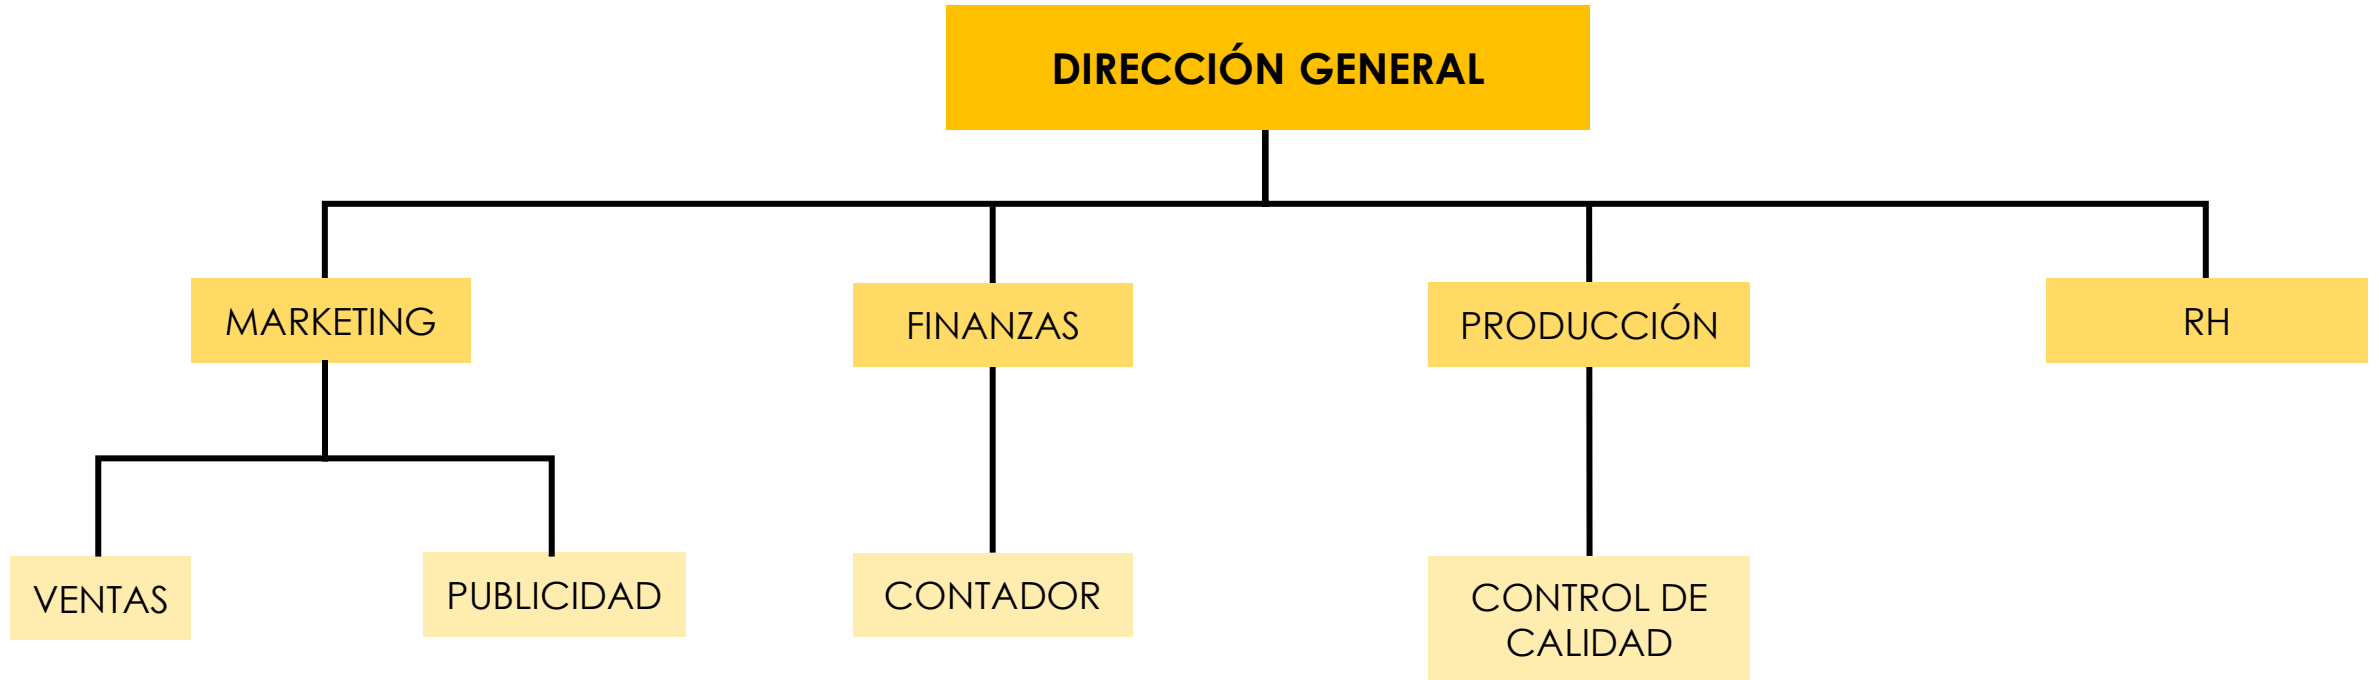 DIRECCIÓN GENERAL
MARKETING
FINANZAS
PRODUCCIÓN
RH
VENTAS
PUBLICIDAD
CONTADOR
CONTROL DE
CALIDAD